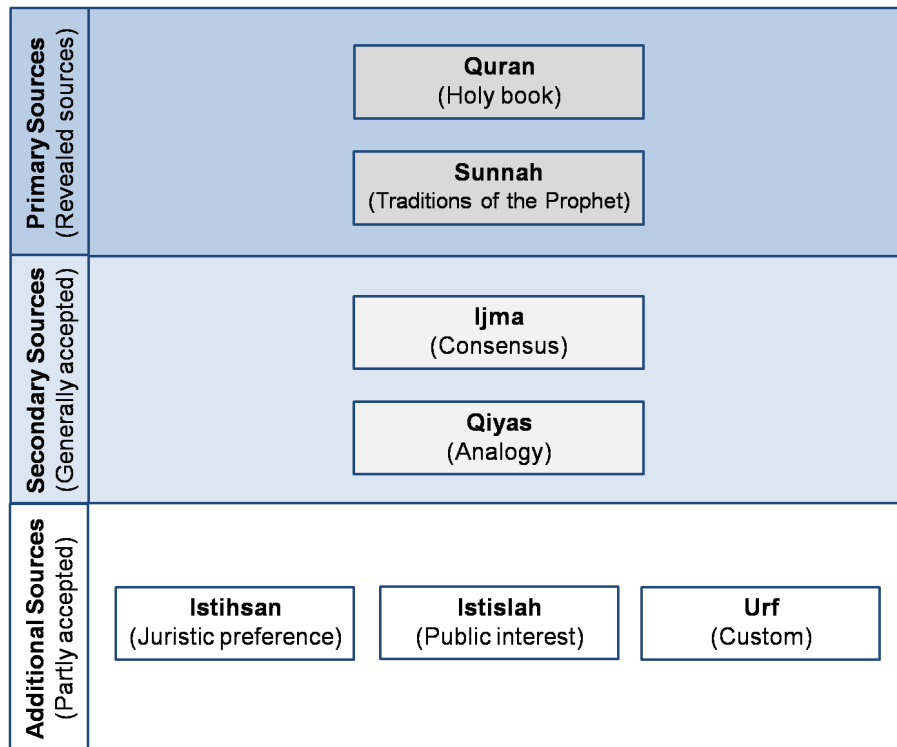 Primary Sources
(Revealed sources)
Quran
(Holy book)
Sunnah
(Traditions of the Prophet)
Secondary Sources
(Generally accepted)
Ijma
(Consensus)
Qiyas
(Analogy)
Additional Sources
(Partly accepted)
Istihsan
(Juristic preference)
Istislah
(Public interest)
Urf
(Custom)